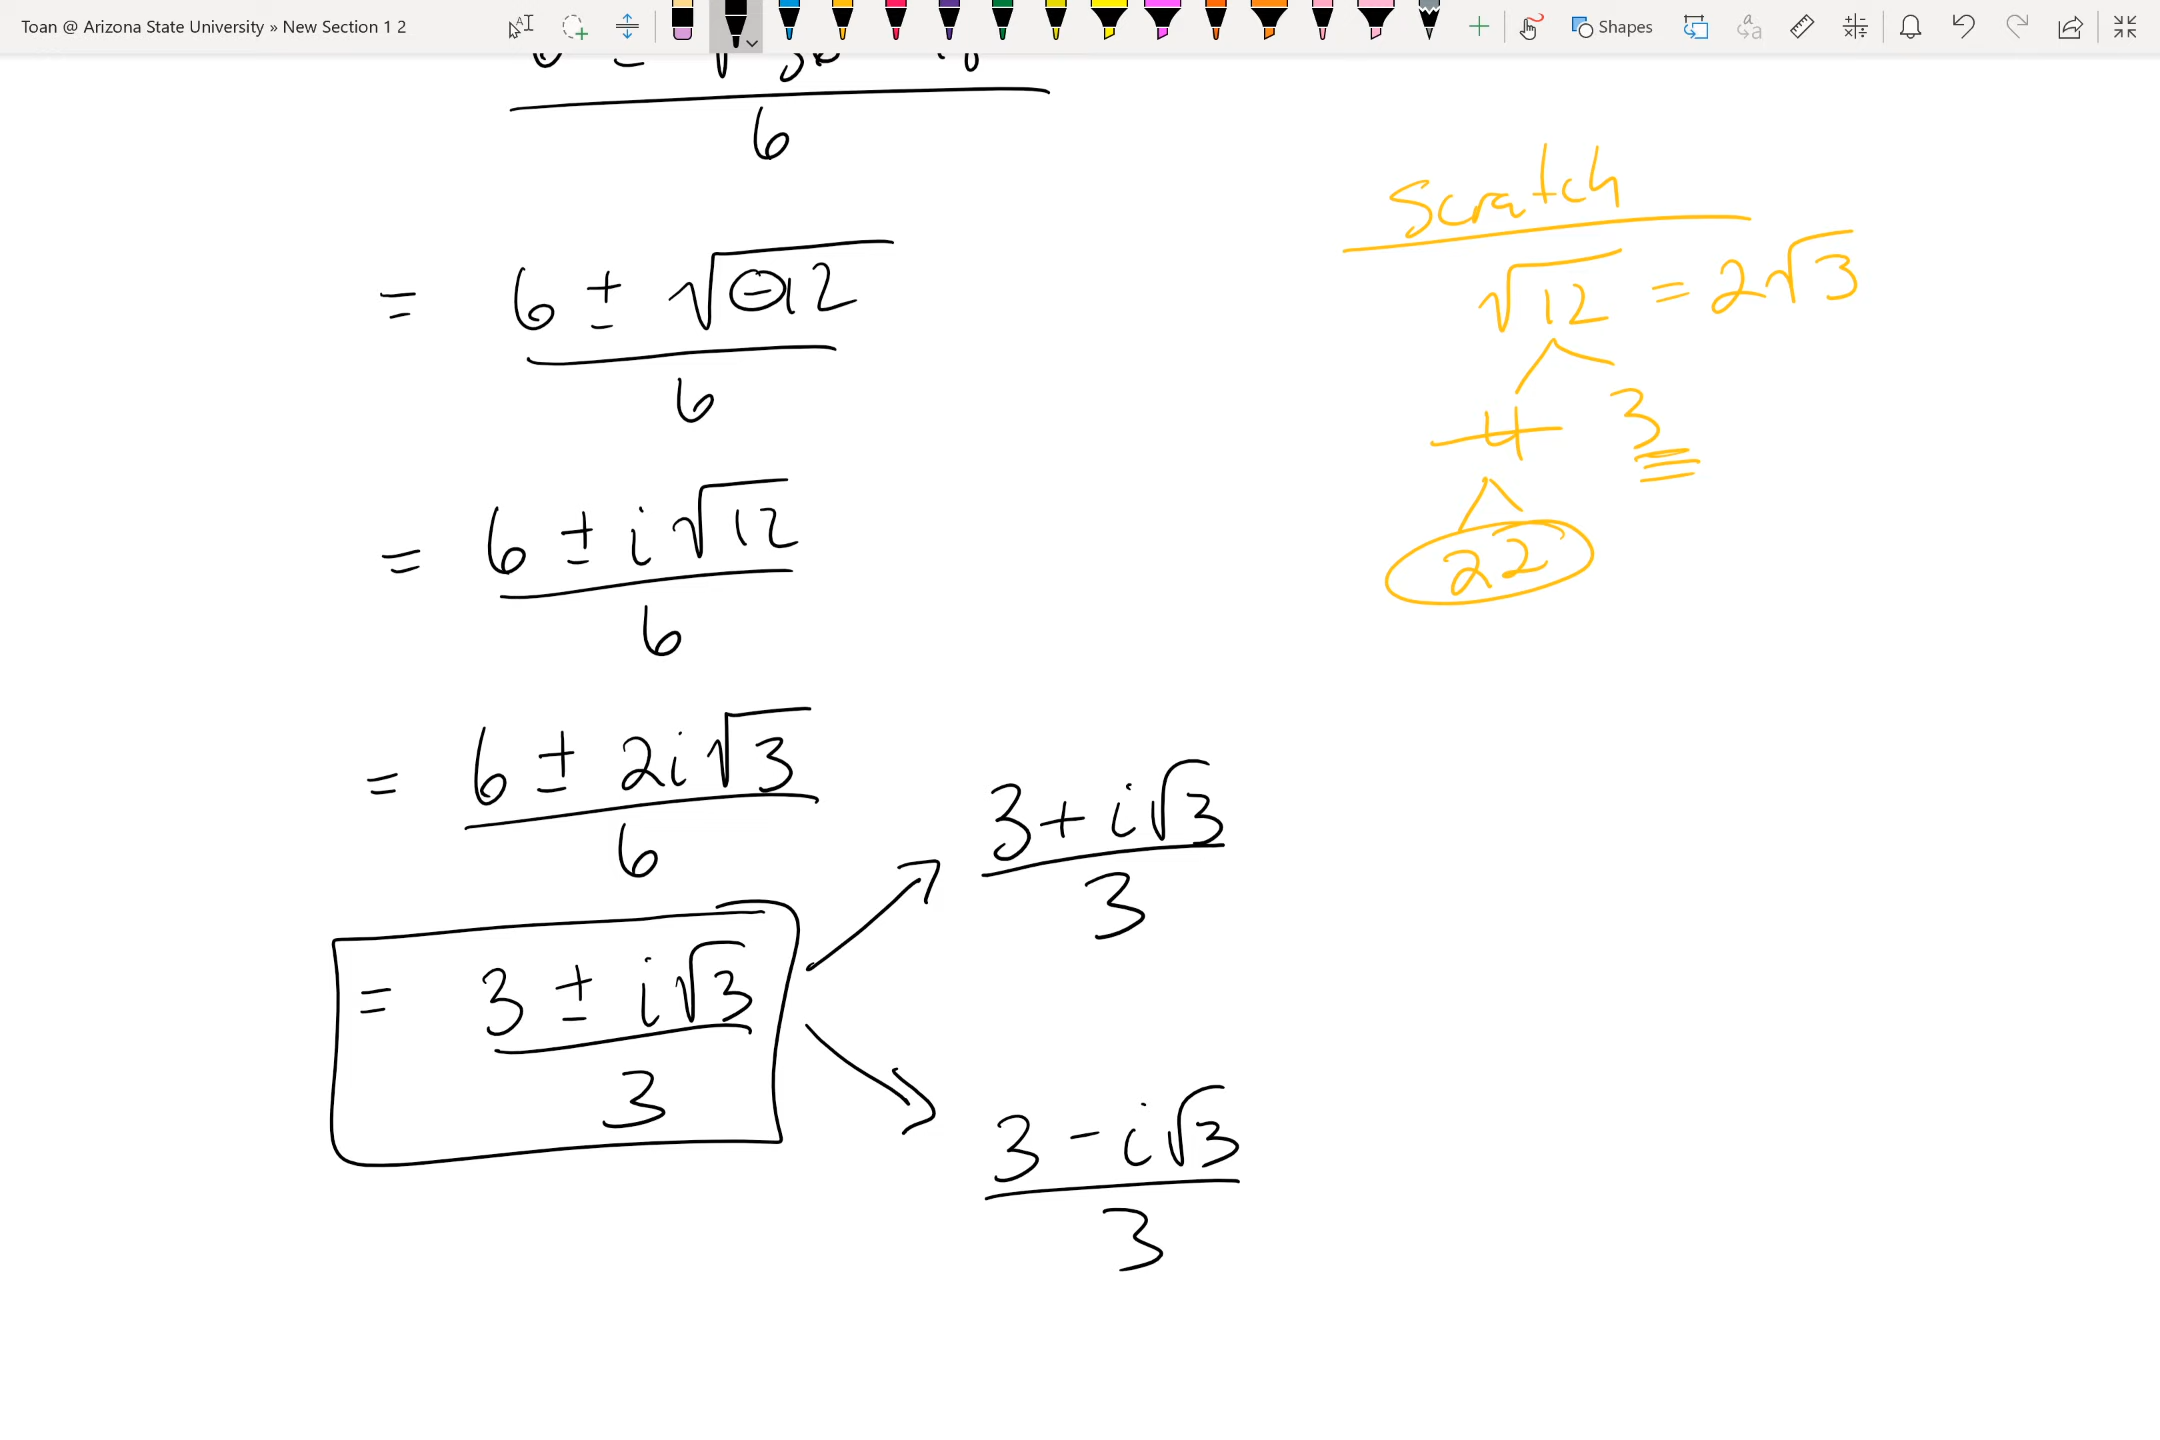 Toan @ Arizona State University » New Section 1 2
Shapes
6
= 6 ± √-12
6
= 6 ± i√12
6
= 6 ± 2i√3
6
= 3 ± i√3
3
3 + i√3
3
3 - i√3
3
Scratch
√12 = 2√3
4 3
2 2